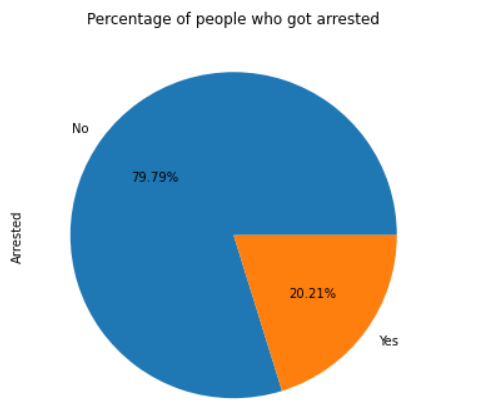 Percentage of people who got arrested
No
79.79%
Arrested
20.21%
Yes